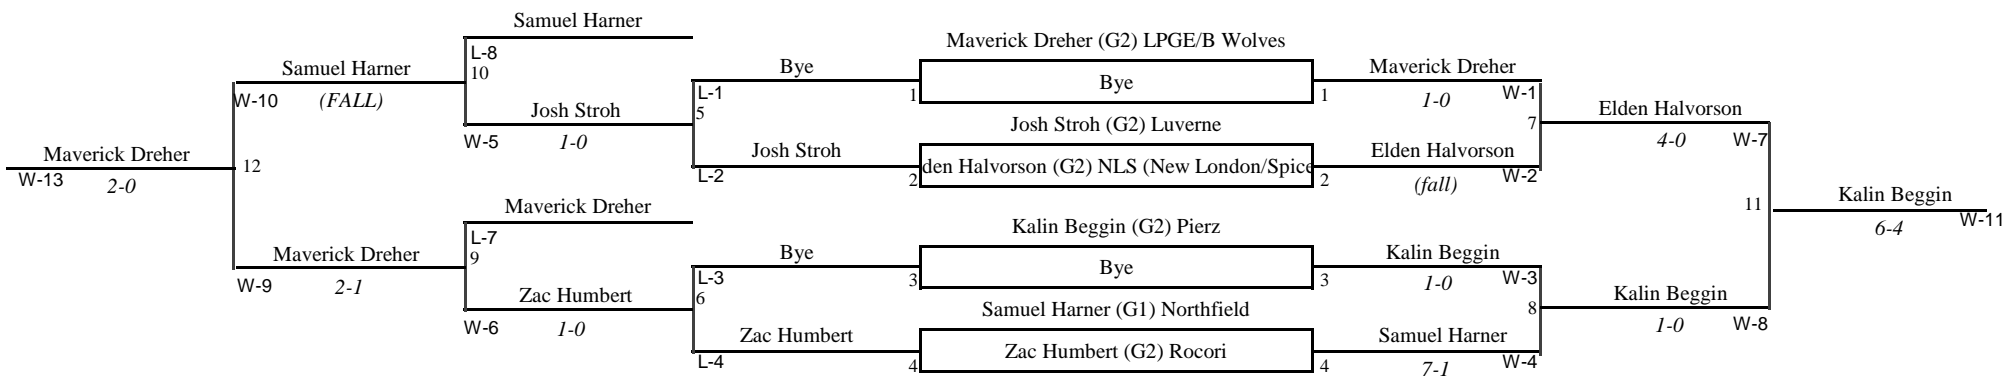 Samuel Harner
L-8
10
Samuel Harner
W-10
(FALL)
Josh Stroh
W-5
1-0
Maverick Dreher
W-13
2-0
12
Maverick Dreher
L-7
9
Maverick Dreher
W-9
2-1
Zac Humbert
W-6
1-0
Bye
L-1
5
Josh Stroh
L-2
Bye
L-3
6
Zac Humbert
L-4
Maverick Dreher (G2) LPGE/B Wolves
1
Bye
1
Josh Stroh (G2) Luverne
2
den Halvorson (G2) NLS (New London/Spice
2
Kalin Beggin (G2) Pierz
3
Bye
3
Samuel Harner (G1) Northfield
4
Zac Humbert (G2) Rocori
4
Maverick Dreher
1-0
W-1
7
Elden Halvorson
(fall)
W-2
Kalin Beggin
1-0
W-3
8
Samuel Harner
7-1
W-4
Elden Halvorson
4-0
W-7
11
Kalin Beggin
1-0
W-8
Kalin Beggin
6-4
W-11